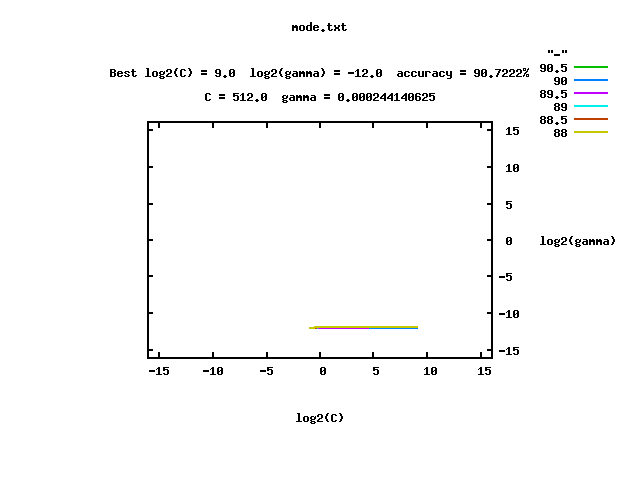 mode.txt
"-"
Best log2(C) = 9.0  log2(gamma) = -12.0  accuracy = 90.7222%
C = 512.0  gamma = 0.000244140625
90.5
90
89.5
89
88.5
88
15
10
5
0
-5
-10
-15
log2(gamma)
-15 -10 -5 0 5 10 15
log2(C)